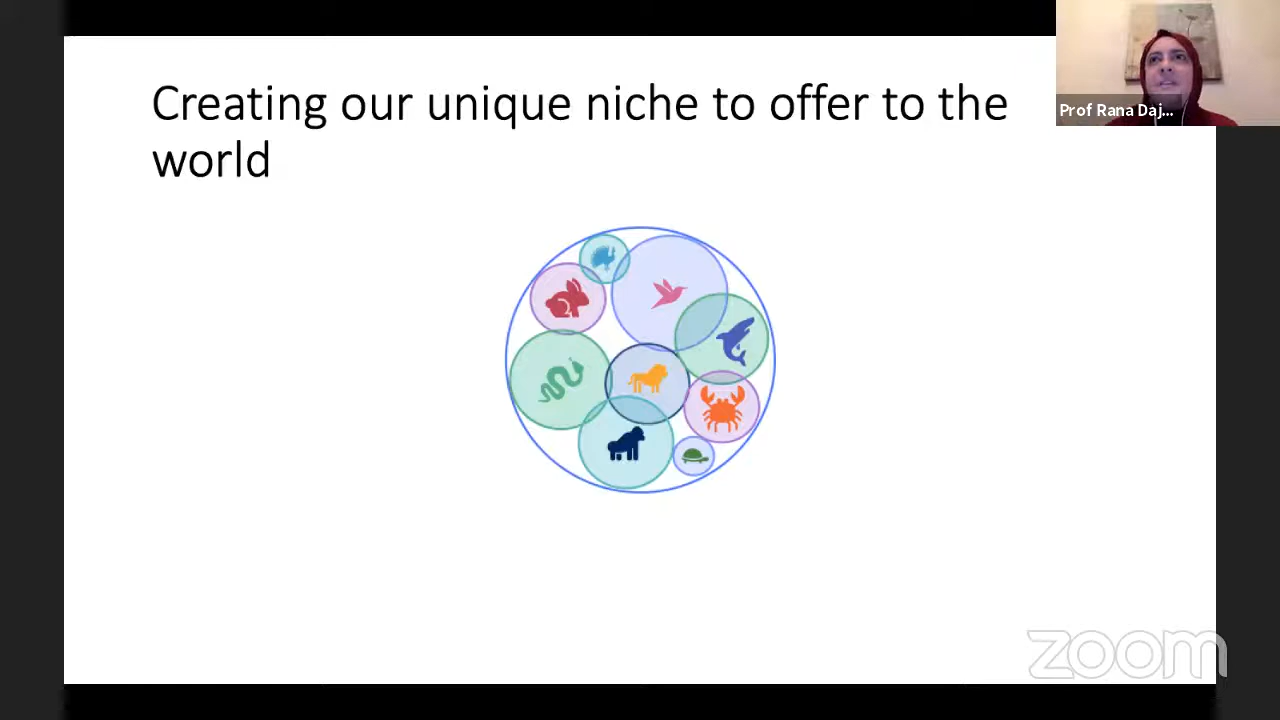 Creating our unique niche to offer to the
world
Prof Rana Daj...
zoom